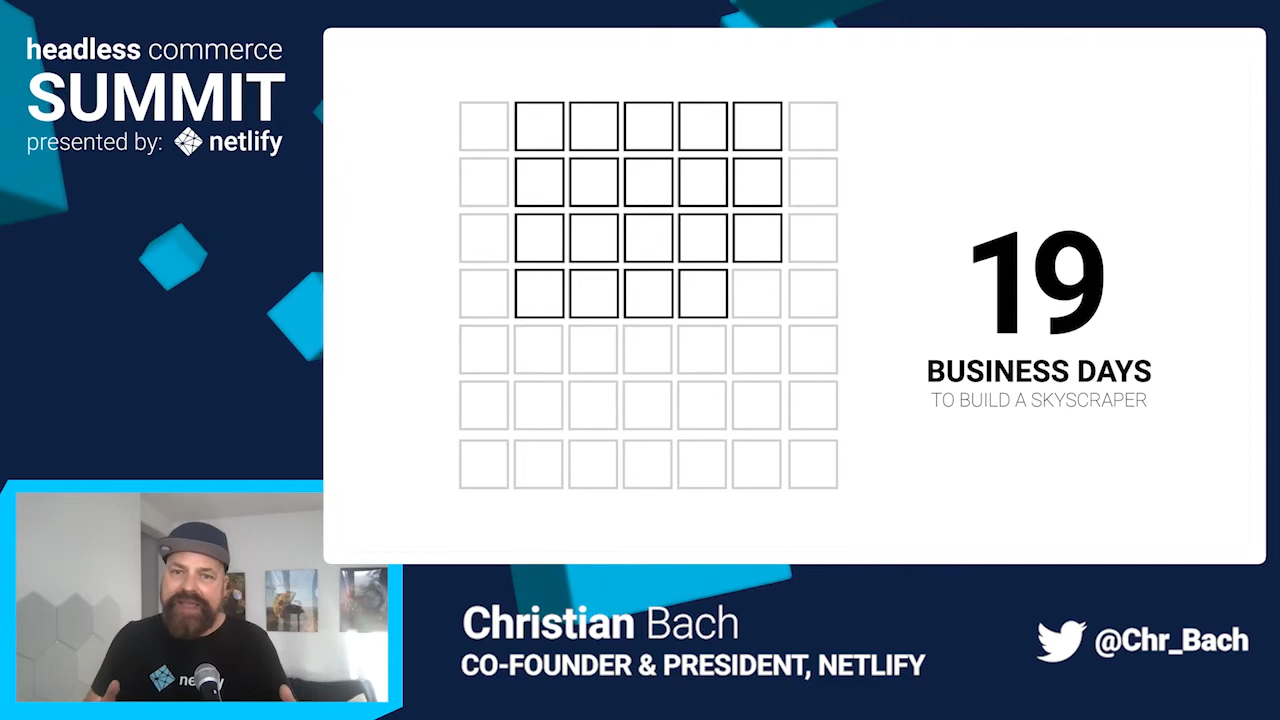 headless commerce
SUMMIT
presented by: netlify
19
BUSINESS DAYS
TO BUILD A SKYSCRAPER
Christian Bach
CO-FOUNDER & PRESIDENT, NETLIFY
@Chr_Bach